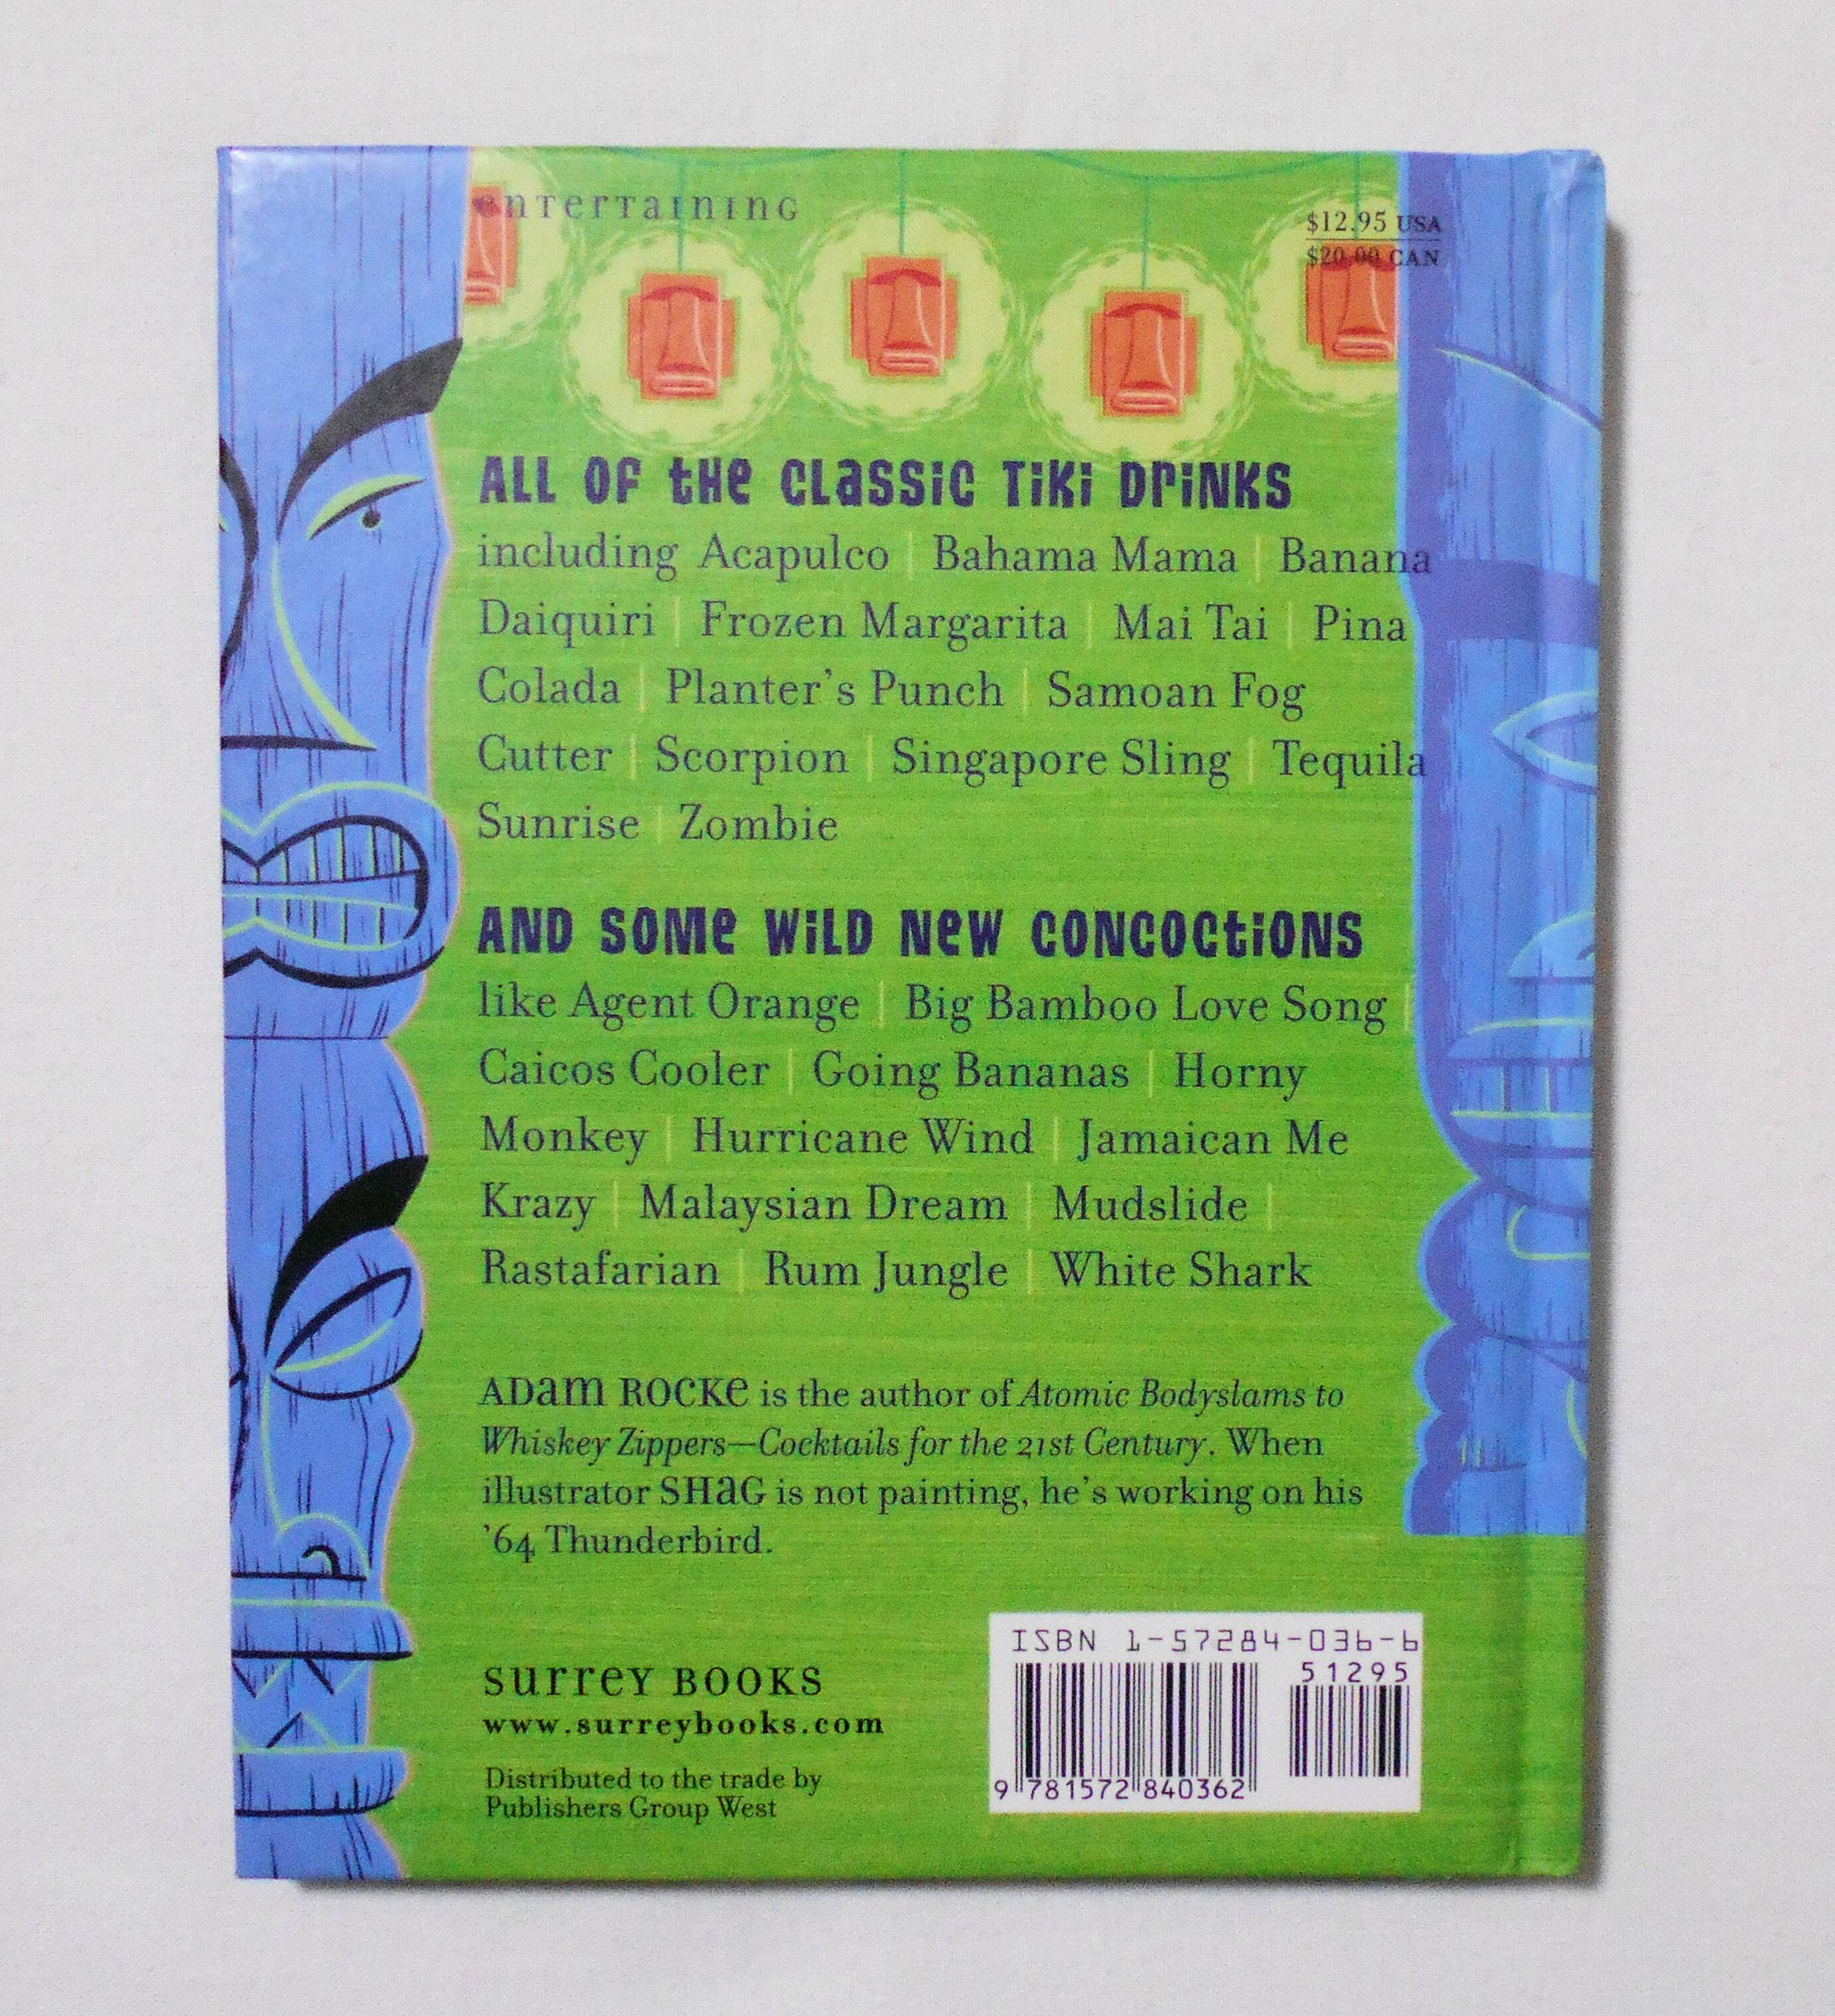 entertaining
$12.95 USA
$20.00 CAN
All of the Classic Tiki Drinks
including Acapulco | Bahama Mama | Banana
Daiquiri | Frozen Margarita | Mai Tai | Pina
Colada | Planter's Punch | Samoan Fog
Cutter | Scorpion | Singapore Sling | Tequila
Sunrise | Zombie
And Some Wild New Concoctions
like Agent Orange | Big Bamboo Love Song |
Caicos Cooler | Going Bananas | Horny
Monkey | Hurricane Wind | Jamaican Me
Krazy | Malaysian Dream | Mudslide |
Rastafarian | Rum Jungle | White Shark
Adam Rocke is the author of Atomic Bodyslams to
Whiskey Zippers—Cocktails for the 21st Century. When
illustrator SHAG is not painting, he's working on his
'64 Thunderbird.
Surrey Books
www.surreybooks.com
Distributed to the trade by
Publishers Group West
ISBN 1-57284-036-6
51295
9 781572 840362